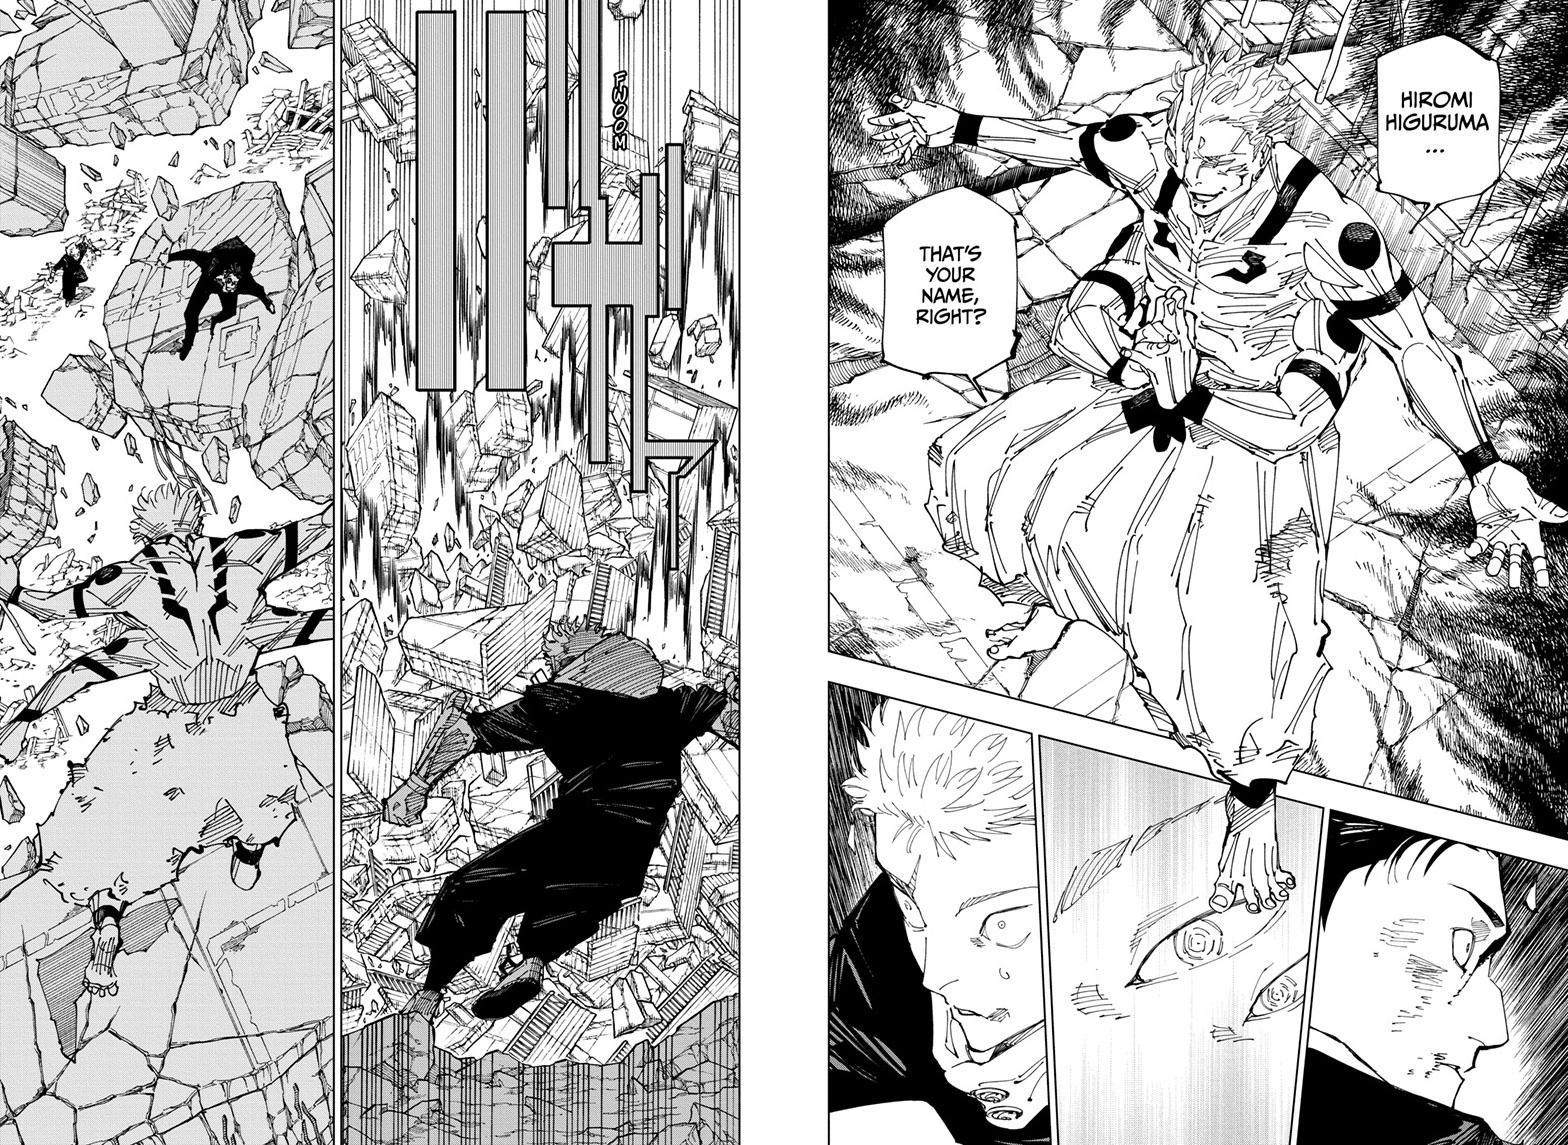 HIROMI
HIGURUMA
...
THAT'S
YOUR
NAME,
RIGHT?
FWOOM